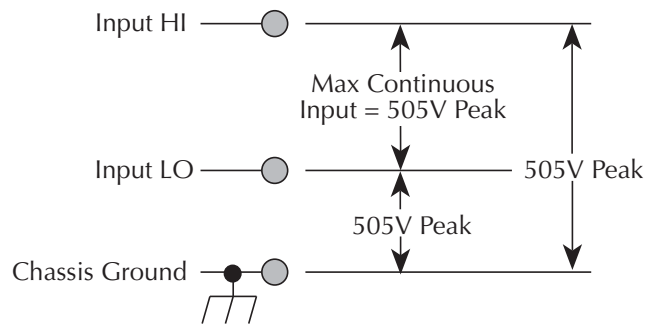 Input HI
Max Continuous
Input = 505V Peak
Input LO
505V Peak
505V Peak
Chassis Ground